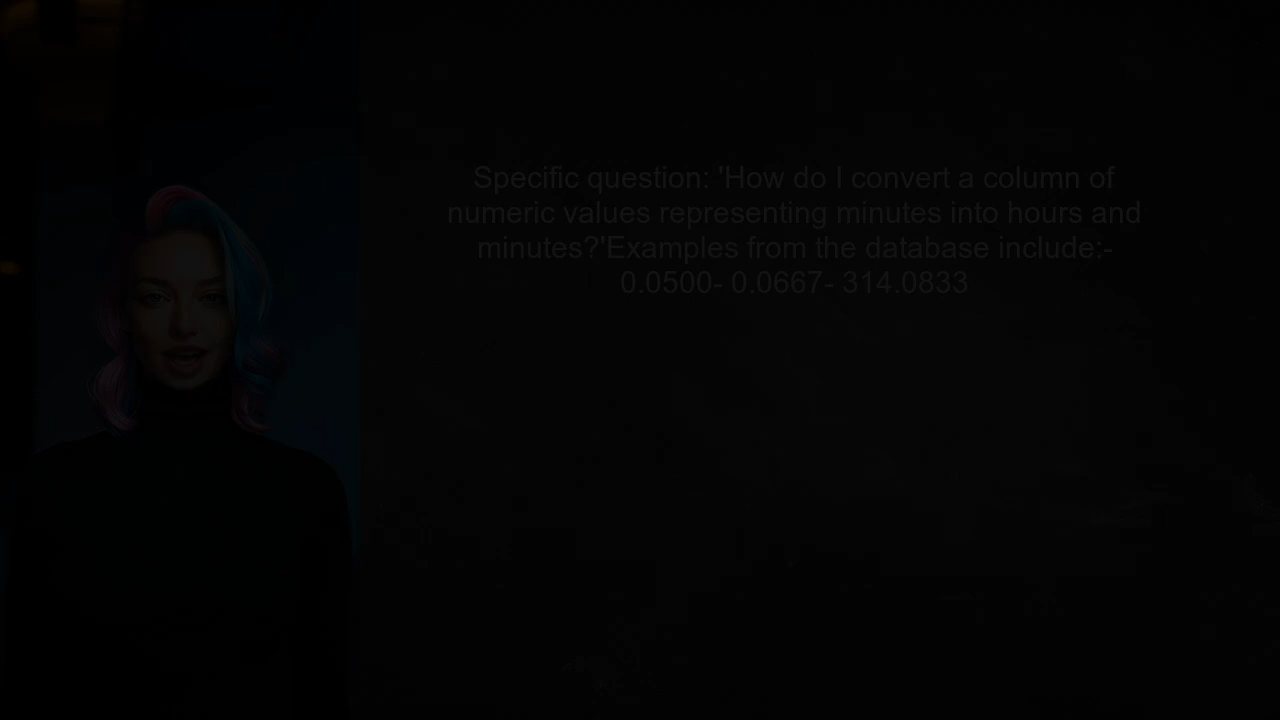 Specific question: 'How do I convert a column of
numeric values representing minutes into hours and
minutes?'Examples from the database include:-
0.0500- 0.0667- 314.0833